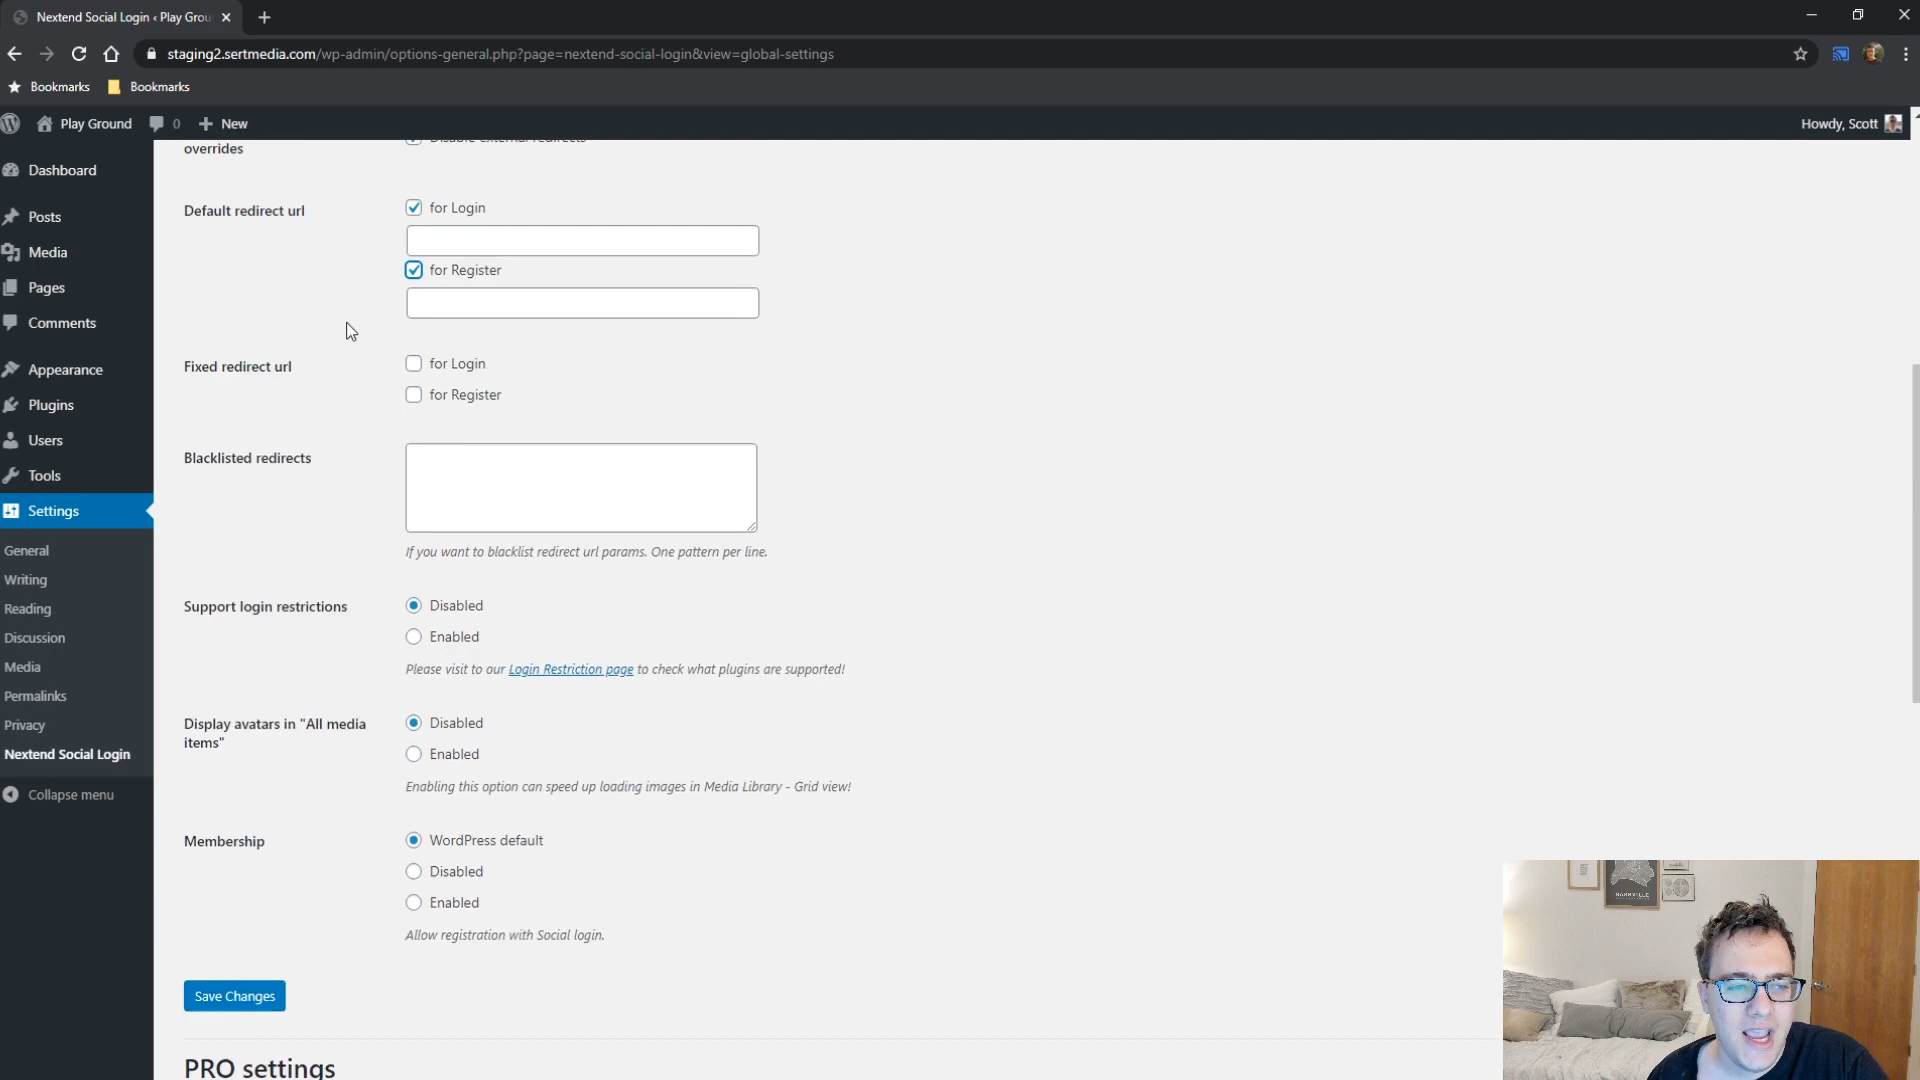 Nextend Social Login ‹ Play Grou
staging2.sertmedia.com/wp-admin/options-general.php?page=nextend-social-login&view=global-settings
Bookmarks
Bookmarks
Play Ground
0
New
Howdy, Scott
Dashboard
Posts
Media
Pages
Comments
Appearance
Plugins
Users
Tools
Settings
General
Writing
Reading
Discussion
Media
Permalinks
Privacy
Nextend Social Login
Collapse menu
overrides
Disable external redirects
Default redirect url
for Login
for Register
Fixed redirect url
for Login
for Register
Blacklisted redirects
If you want to blacklist redirect url params. One pattern per line.
Support login restrictions
Disabled
Enabled
Please visit to our Login Restriction page to check what plugins are supported!
Display avatars in "All media
items"
Disabled
Enabled
Enabling this option can speed up loading images in Media Library - Grid view!
Membership
WordPress default
Disabled
Enabled
Allow registration with Social login.
Save Changes
PRO settings
NASHVILLE